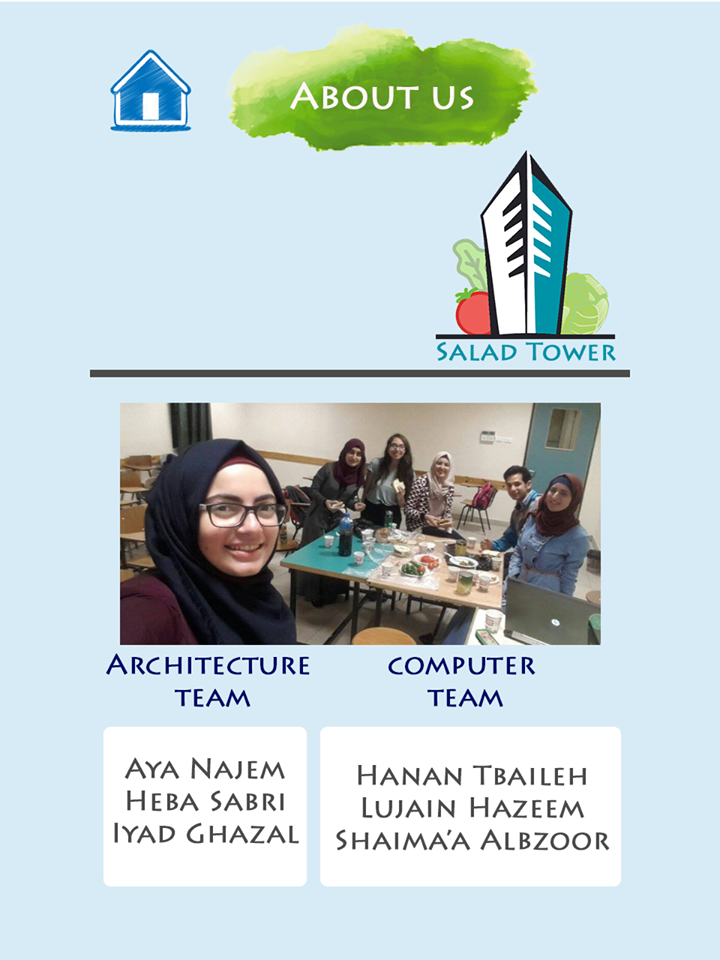 About us
Salad Tower
Architecture
team
computer
team
Aya Najem
Heba Sabri
Iyad Ghazal
Hanan Tbaileh
Lujain Hazeem
Shaima'a Albzoor